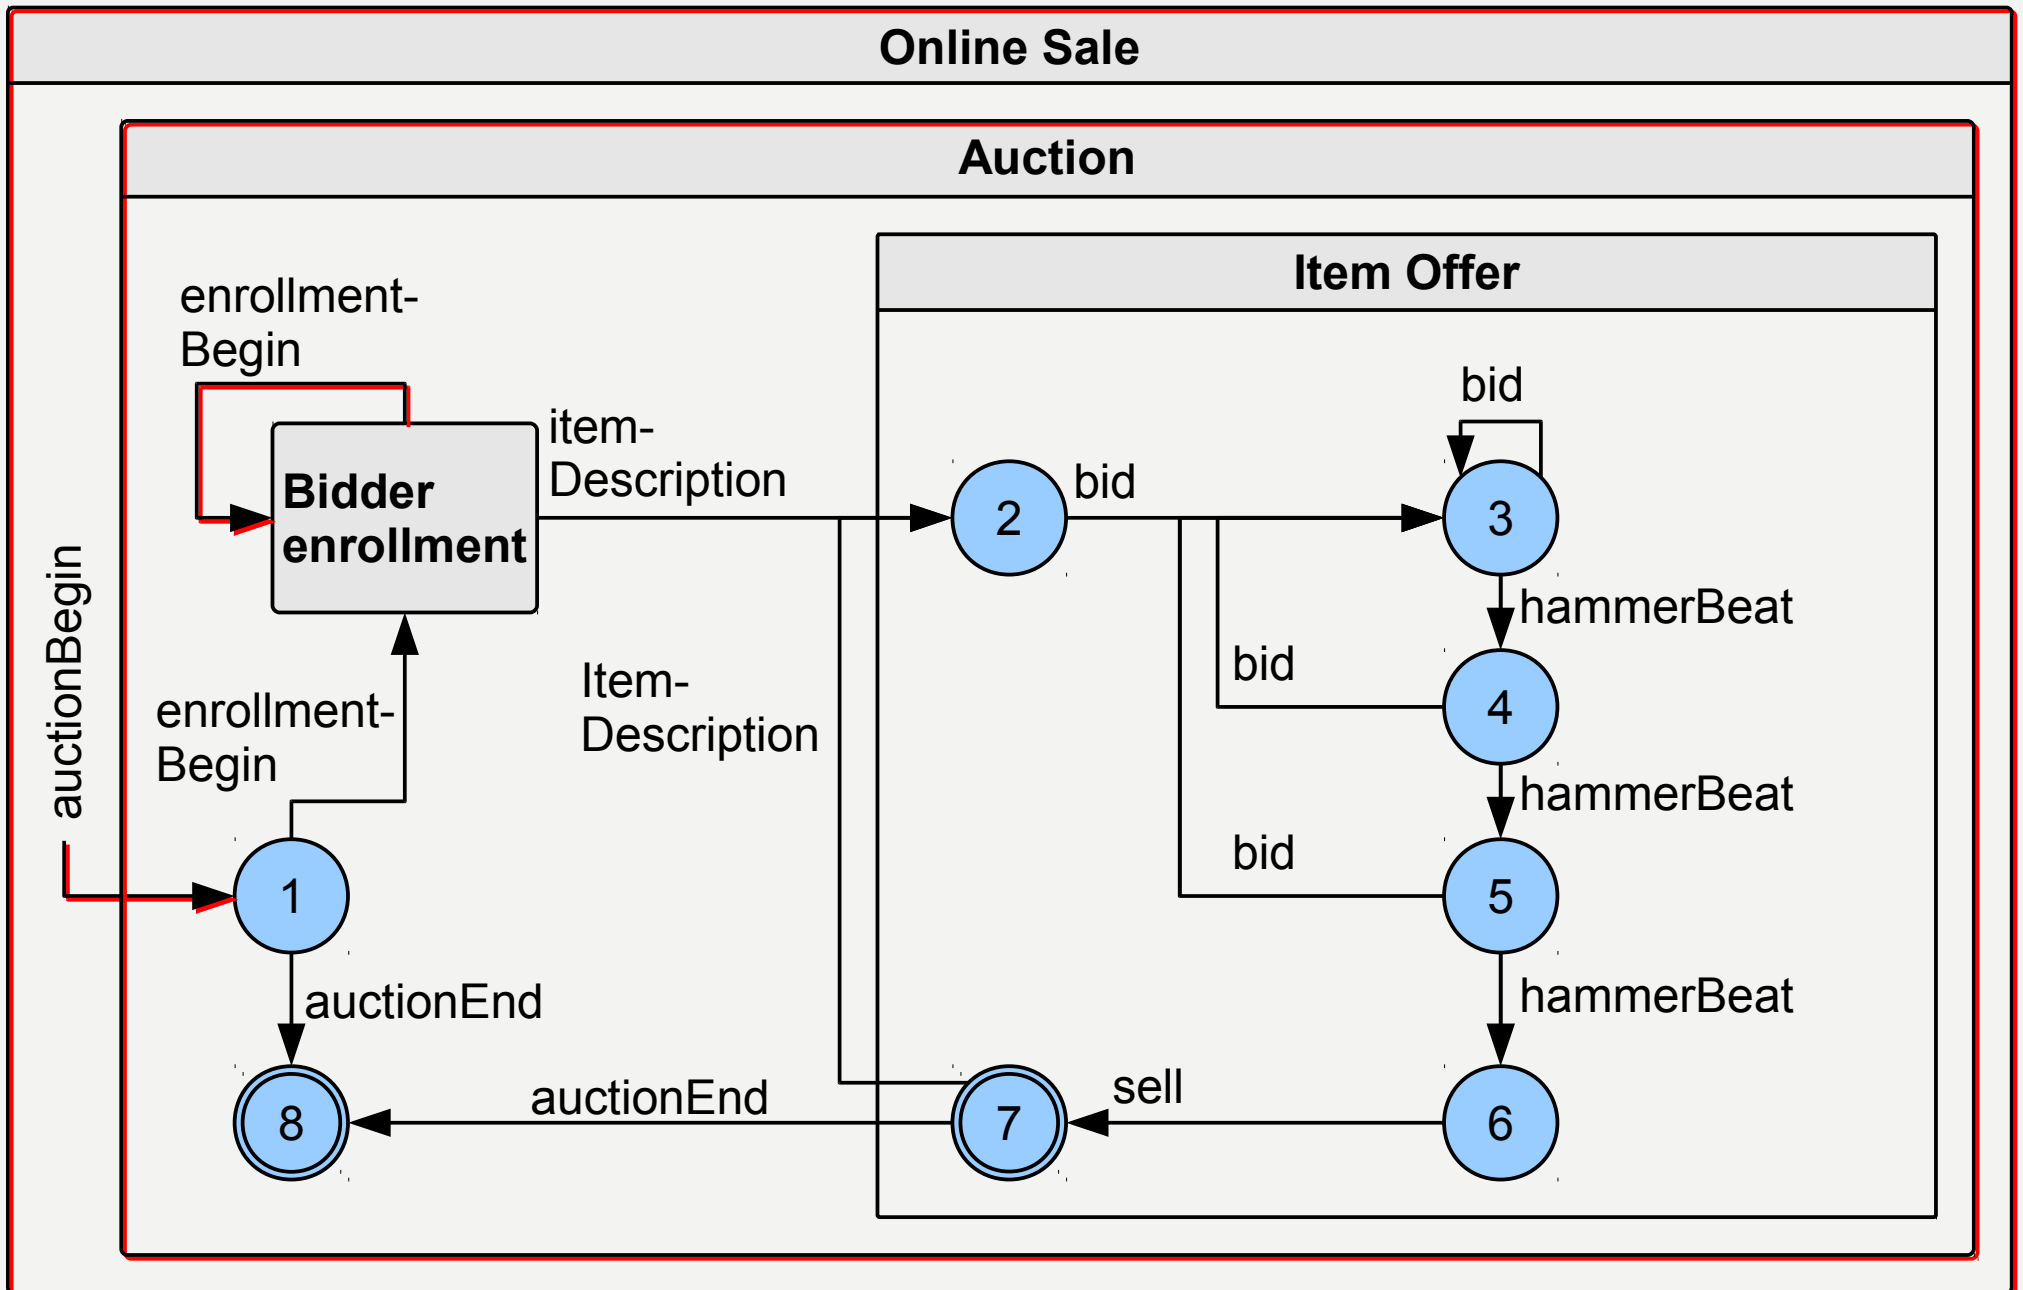 Online Sale
Auction
Item Offer
enrollment-
Begin
bid
item-
Description
Bidder
enrollment
2
bid
3
auctionBegin
hammerBeat
Item-
Description
bid
4
enrollment-
Begin
hammerBeat
bid
1
5
auctionEnd
hammerBeat
8
auctionEnd
7
sell
6